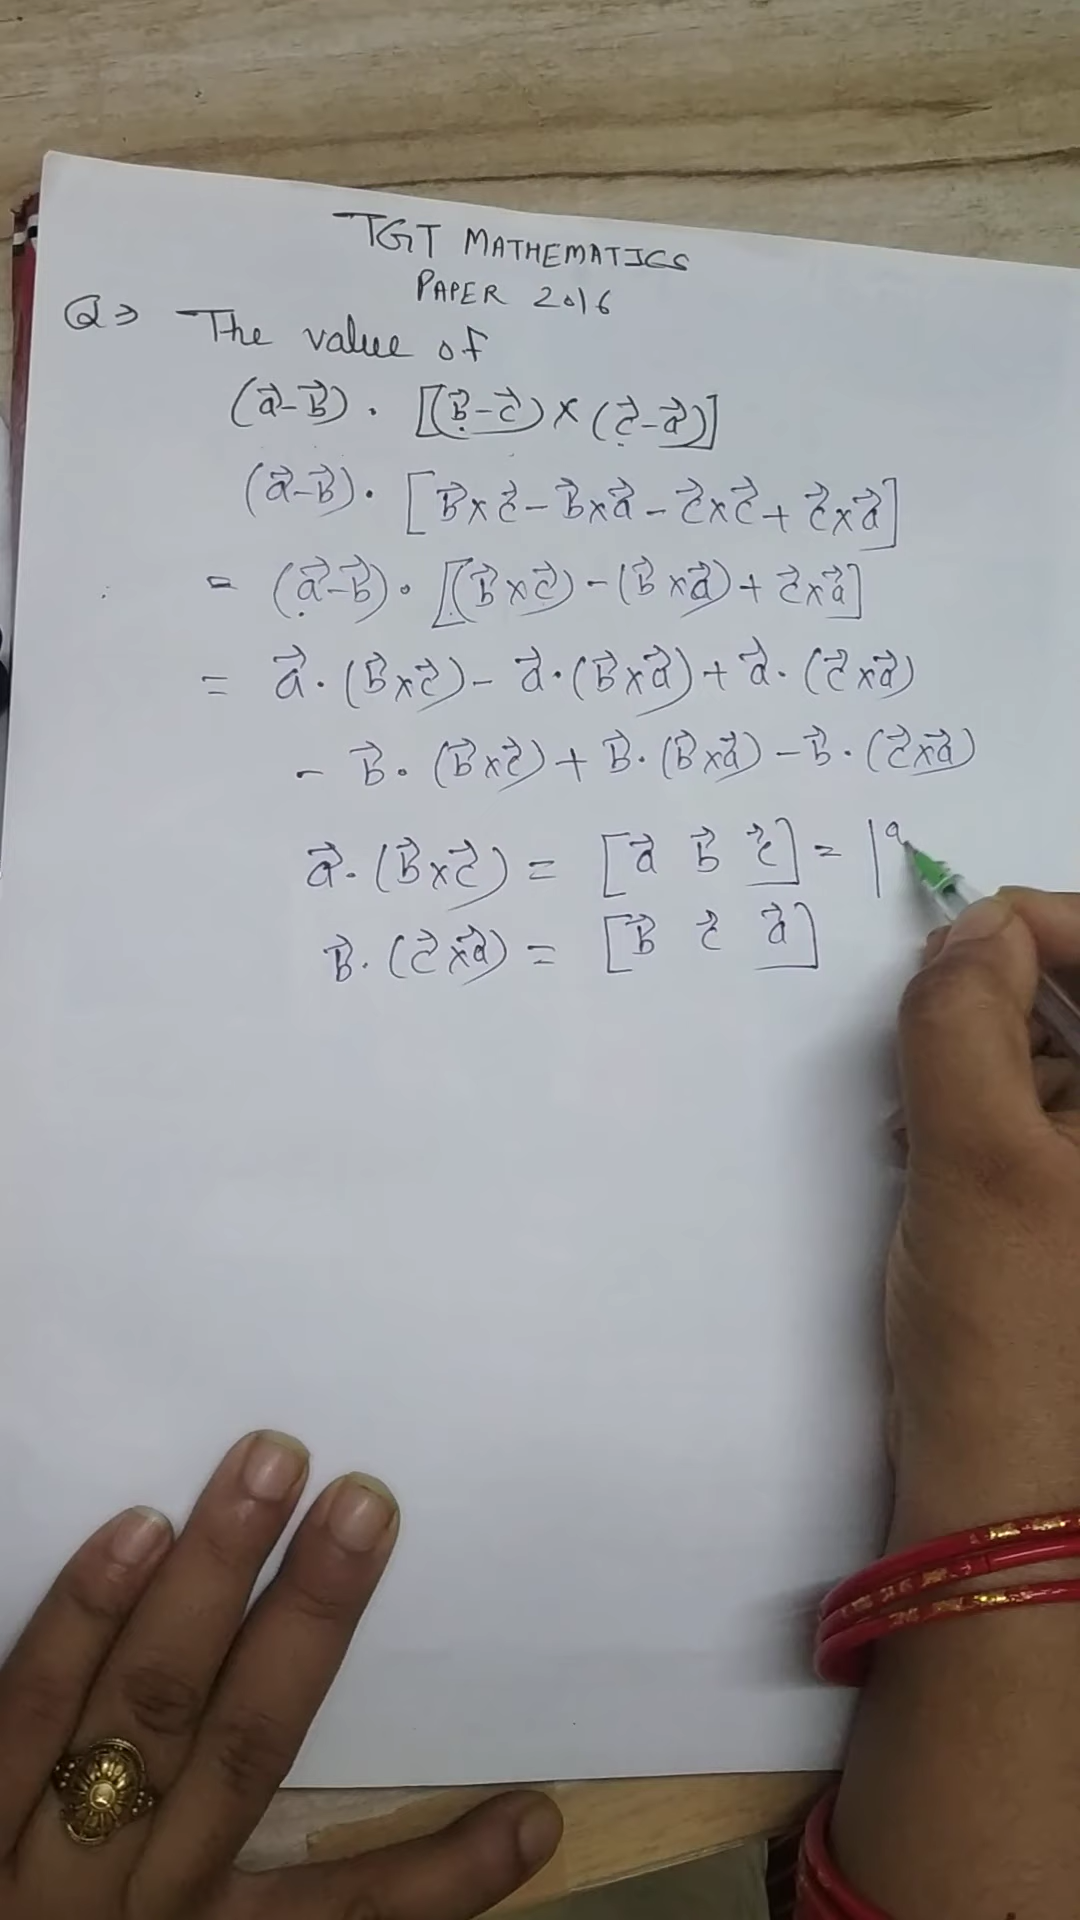 TGT MATHEMATICS
PAPER 2016
Q⇒ The value of
(a⃗-b⃗)·[(b⃗-c⃗)×(c⃗-a⃗)]
(a⃗-b⃗)·[b⃗×c⃗-b⃗×a⃗-c⃗×c⃗+c⃗×a⃗]
= (a⃗-b⃗)·[(b⃗×c⃗)-(b⃗×a⃗)+c⃗×a⃗]
= a⃗·(b⃗×c⃗)-a⃗·(b⃗×a⃗)+a⃗·(c⃗×a⃗)
- b⃗·(b⃗×c⃗)+b⃗·(b⃗×a⃗)-b⃗·(c⃗×a⃗)
a⃗·(b⃗×c⃗) = [a⃗ b⃗ c⃗] = |a
b⃗·(c⃗×a⃗) = [b⃗ c⃗ a⃗]